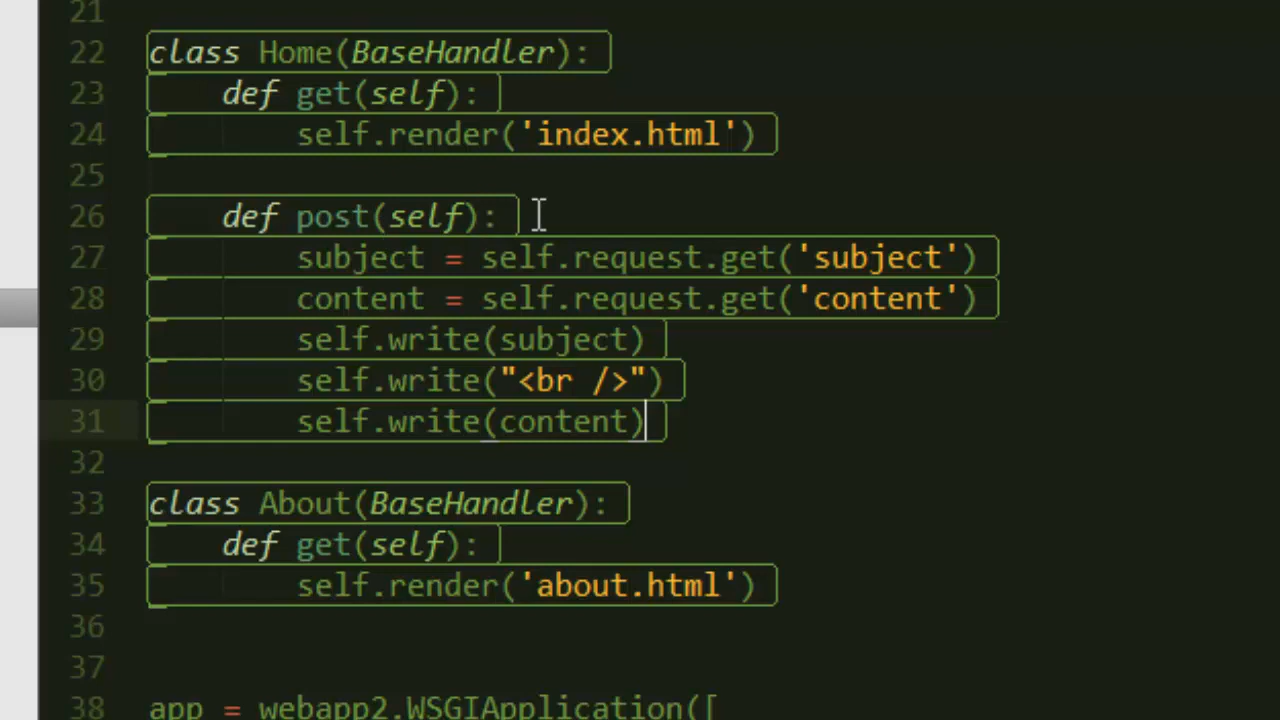 21
22 class Home(BaseHandler):
23     def get(self):
24         self.render('index.html')
25
26     def post(self):
27         subject = self.request.get('subject')
28         content = self.request.get('content')
29         self.write(subject)
30         self.write("<br />")
31         self.write(content)
32
33 class About(BaseHandler):
34     def get(self):
35         self.render('about.html')
36
37
38 app = webapp2.WSGIApplication([